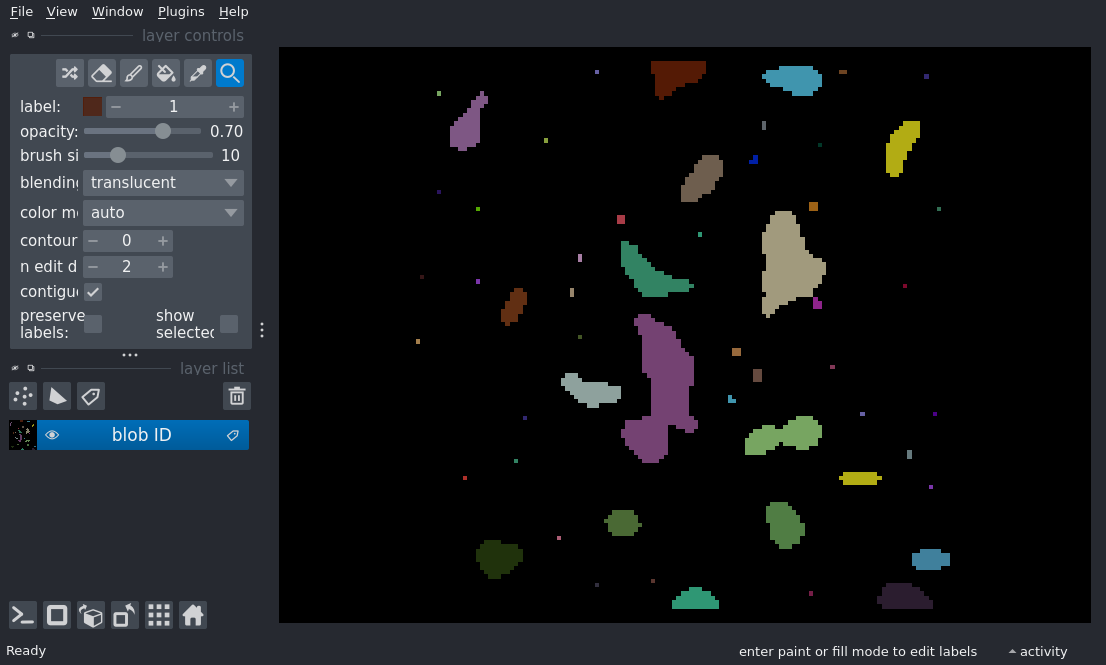 File View Window Plugins Help
layer controls
label: 1
opacity: 0.70
brush si 10
blending translucent
color m auto
contour 0
n edit d 2
contigu
preserve show
labels: selected
layer list
blob ID
Ready enter paint or fill mode to edit labels activity